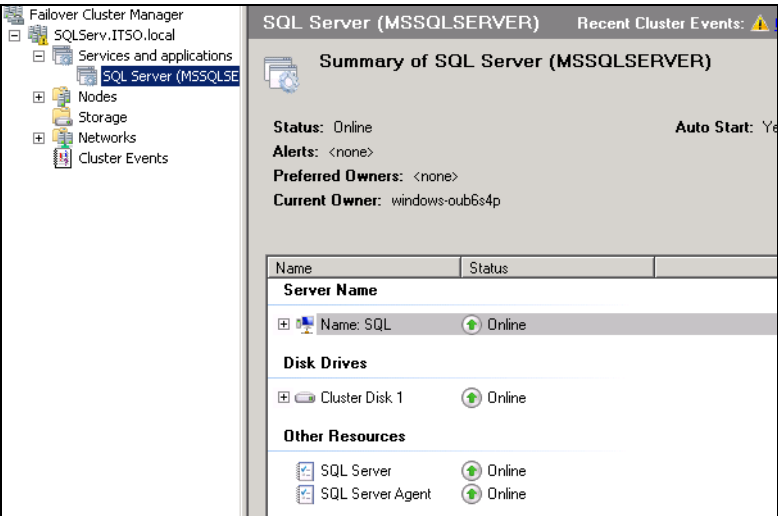 Failover Cluster Manager
SQLServ.ITSO.local
Services and applications
SQL Server (MSSQLSE
Nodes
Storage
Networks
Cluster Events
SQL Server (MSSQLSERVER) Recent Cluster Events:
Summary of SQL Server (MSSQLSERVER)
Status: Online Auto Start: Ye
Alerts: <none>
Preferred Owners: <none>
Current Owner: windows-oub6s4p
Name Status
Server Name
Name: SQL Online
Disk Drives
Cluster Disk 1 Online
Other Resources
SQL Server Online
SQL Server Agent Online